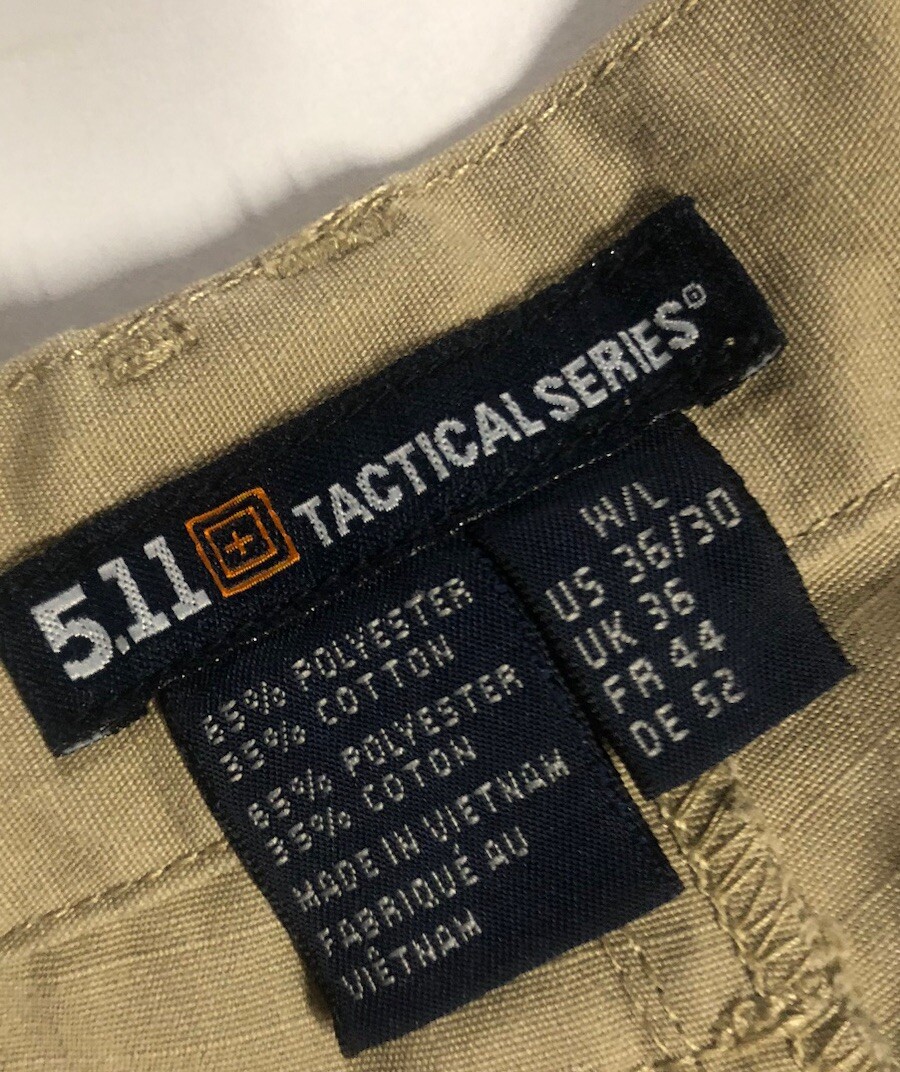 5.11 TACTICAL SERIES
65% POLYESTER
35% COTTON
65% POLYESTER
35% COTON
MADE IN VIETNAM
FABRIQUÉ AU
VIETNAM
W/L
US 36/30
UK 36
FR 44
DE 52